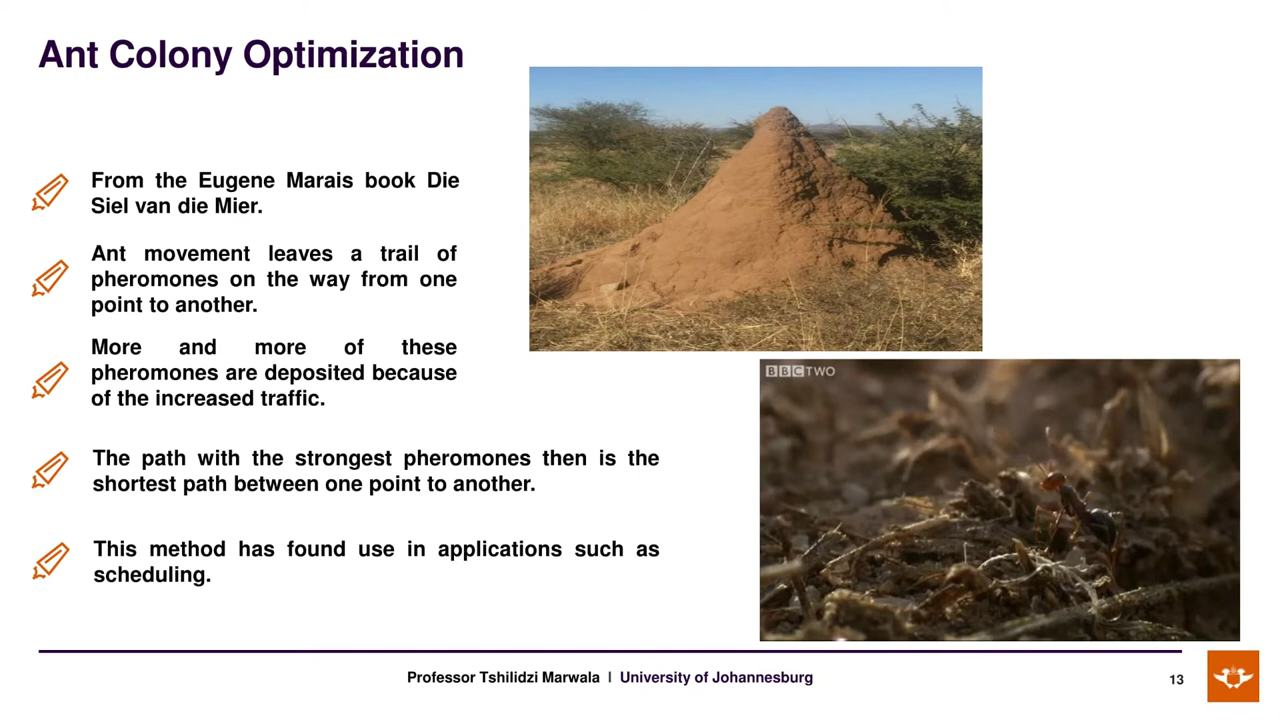 Ant Colony Optimization
From the Eugene Marais book Die
Siel van die Mier.
Ant movement leaves a trail of
pheromones on the way from one
point to another.
More and more of these
pheromones are deposited because
of the increased traffic.
The path with the strongest pheromones then is the
shortest path between one point to another.
This method has found use in applications such as
scheduling.
BBC TWO
Professor Tshilidzi Marwala | University of Johannesburg
13